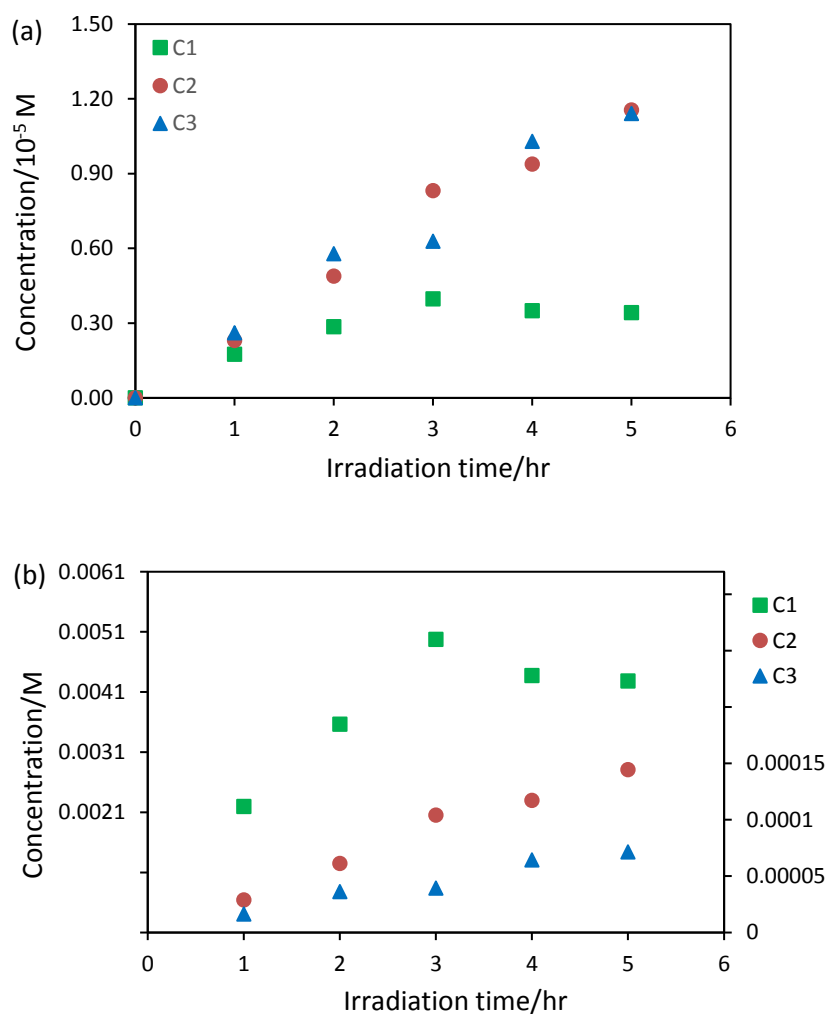 (a)
1.50
1.20
0.90
0.60
0.30
0.00
Concentration/10⁻⁵ M
C1
C2
C3
0 1 2 3 4 5 6
Irradiation time/hr
(b)
0.0061
0.0051
0.0041
0.0031
0.0021
Concentration/M
C1
C2
C3
0.00015
0.0001
0.00005
0
0 1 2 3 4 5 6
Irradiation time/hr